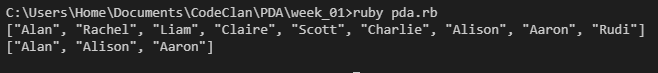 C:\Users\Home\Documents\CodeClan\PDA\week_01>ruby pda.rb
["Alan", "Rachel", "Liam", "Claire", "Scott", "Charlie", "Alison", "Aaron", "Rudi"]
["Alan", "Alison", "Aaron"]